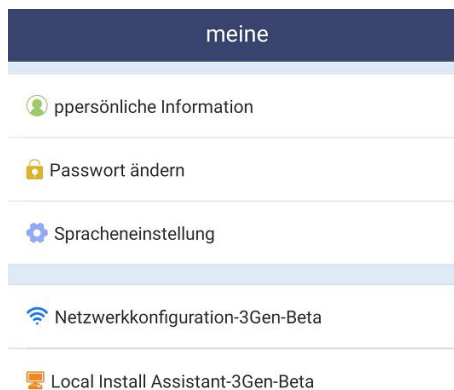 meine
ppersönliche Information
Passwort ändern
Spracheneinstellung
Netzwerkkonfiguration-3Gen-Beta
Local Install Assistant-3Gen-Beta